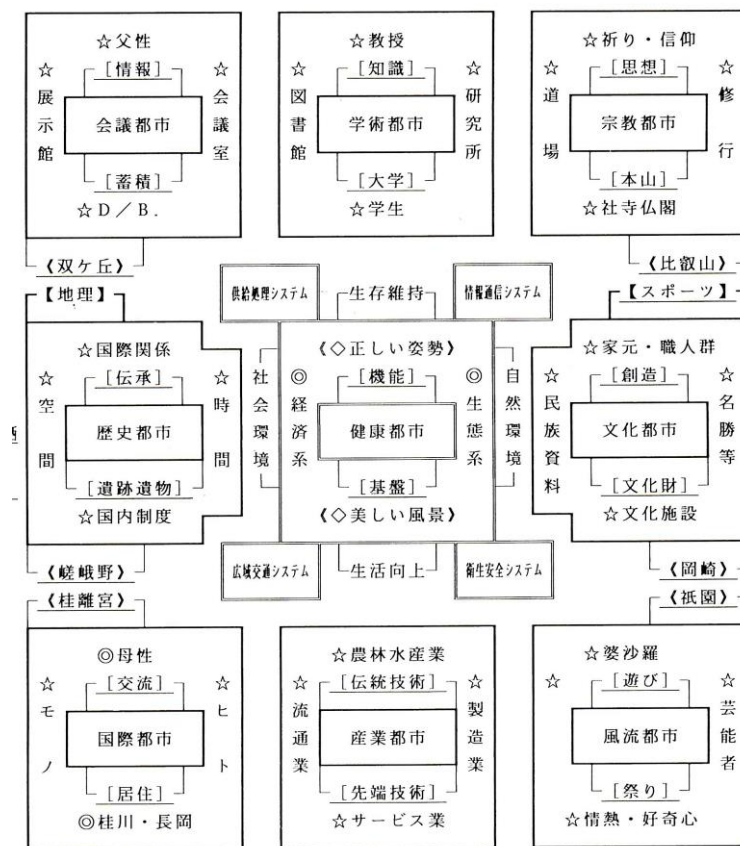 ☆父性
[情報]
☆展示館
会議都市
☆会議室
[蓄積]
☆D／B．
☆教授
[知識]
☆図書館
学術都市
☆研究所
[大学]
☆学生
☆祈り・信仰
[思想]
☆道場
宗教都市
☆修行
[本山]
☆社寺仏閣
《双ケ丘》
【地理】
供給処理システム
生存維持
情報通信システム
《比叡山》
【スポーツ】
☆国際関係
[伝承]
☆空間
歴史都市
☆時間
[遺跡遺物]
☆国内制度
社会環境
《◇正しい姿勢》
[機能]
◎経済系
健康都市
◎生態系
[基盤]
《◇美しい風景》
自然環境
☆家元・職人群
[創造]
☆民族資料
文化都市
☆名勝等
[文化財]
☆文化施設
《嵯峨野》
《桂離宮》
広域交通システム
生活向上
衛生安全システム
《岡崎》
《祇園》
◎母性
[交流]
☆モノ
国際都市
☆ヒト
[居住]
◎桂川・長岡
☆農林水産業
[伝統技術]
☆流通業
産業都市
☆製造業
[先端技術]
☆サービス業
☆婆沙羅
[遊び]
☆
風流都市
☆芸能者
[祭り]
☆情熱・好奇心